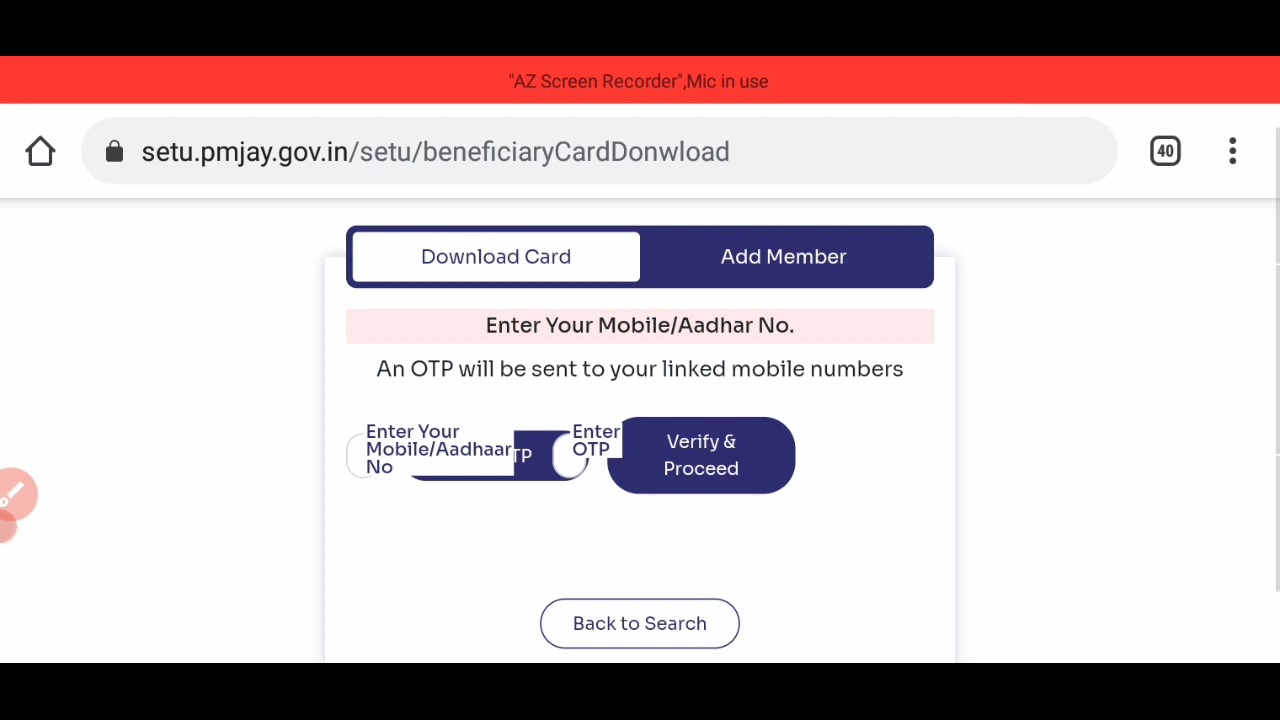 "AZ Screen Recorder",Mic in use
setu.pmjay.gov.in/setu/beneficiaryCardDonwload
40
Download Card
Add Member
Enter Your Mobile/Aadhar No.
An OTP will be sent to your linked mobile numbers
Enter Your
Mobile/Aadhaar
No
TP
Enter
OTP
Verify &
Proceed
Back to Search